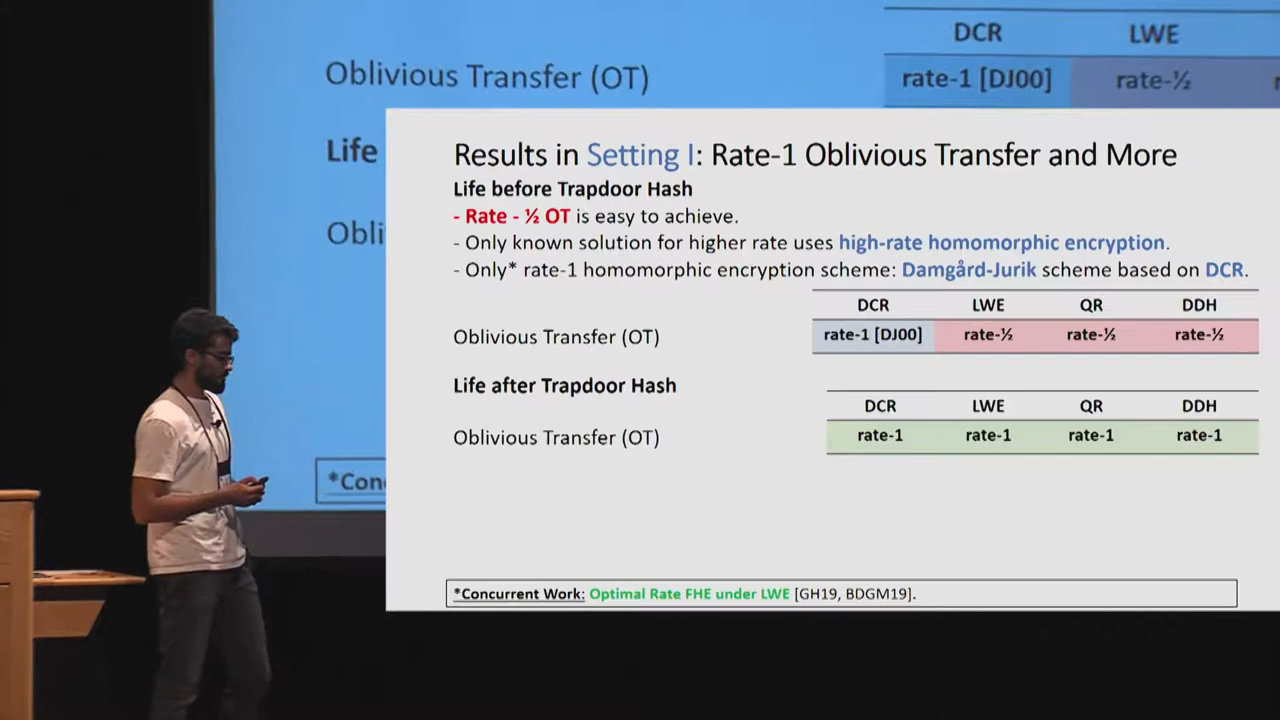 DCR LWE
Oblivious Transfer (OT) rate-1 [DJ00] rate-½
Life
Obli
*Con
Results in Setting I: Rate-1 Oblivious Transfer and More
Life before Trapdoor Hash
- Rate - ½ OT is easy to achieve.
- Only known solution for higher rate uses high-rate homomorphic encryption.
- Only* rate-1 homomorphic encryption scheme: Damgård-Jurik scheme based on DCR.
DCR LWE QR DDH
Oblivious Transfer (OT) rate-1 [DJ00] rate-½ rate-½ rate-½
Life after Trapdoor Hash
DCR LWE QR DDH
Oblivious Transfer (OT) rate-1 rate-1 rate-1 rate-1
*Concurrent Work: Optimal Rate FHE under LWE [GH19, BDGM19].